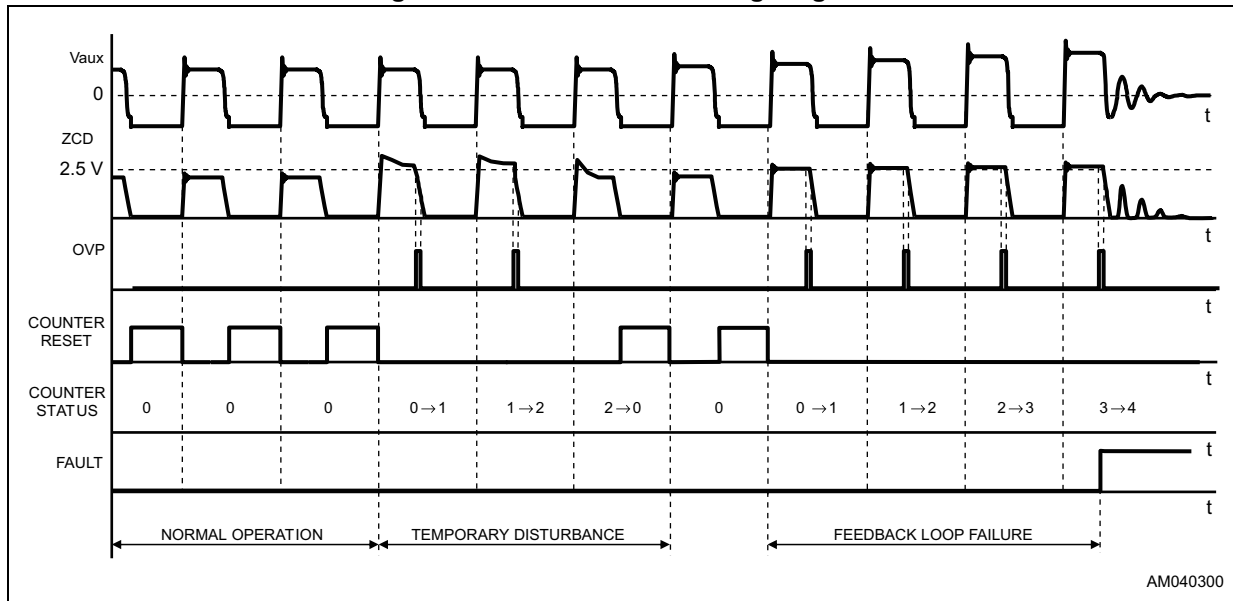 Vaux
0
t
ZCD
2.5 V
t
OVP
t
COUNTER
RESET
t
COUNTER
STATUS
0 0 0 0→1 1→2 2→0 0 0→1 1→2 2→3 3→4
t
FAULT
t
NORMAL OPERATION TEMPORARY DISTURBANCE FEEDBACK LOOP FAILURE
AM040300